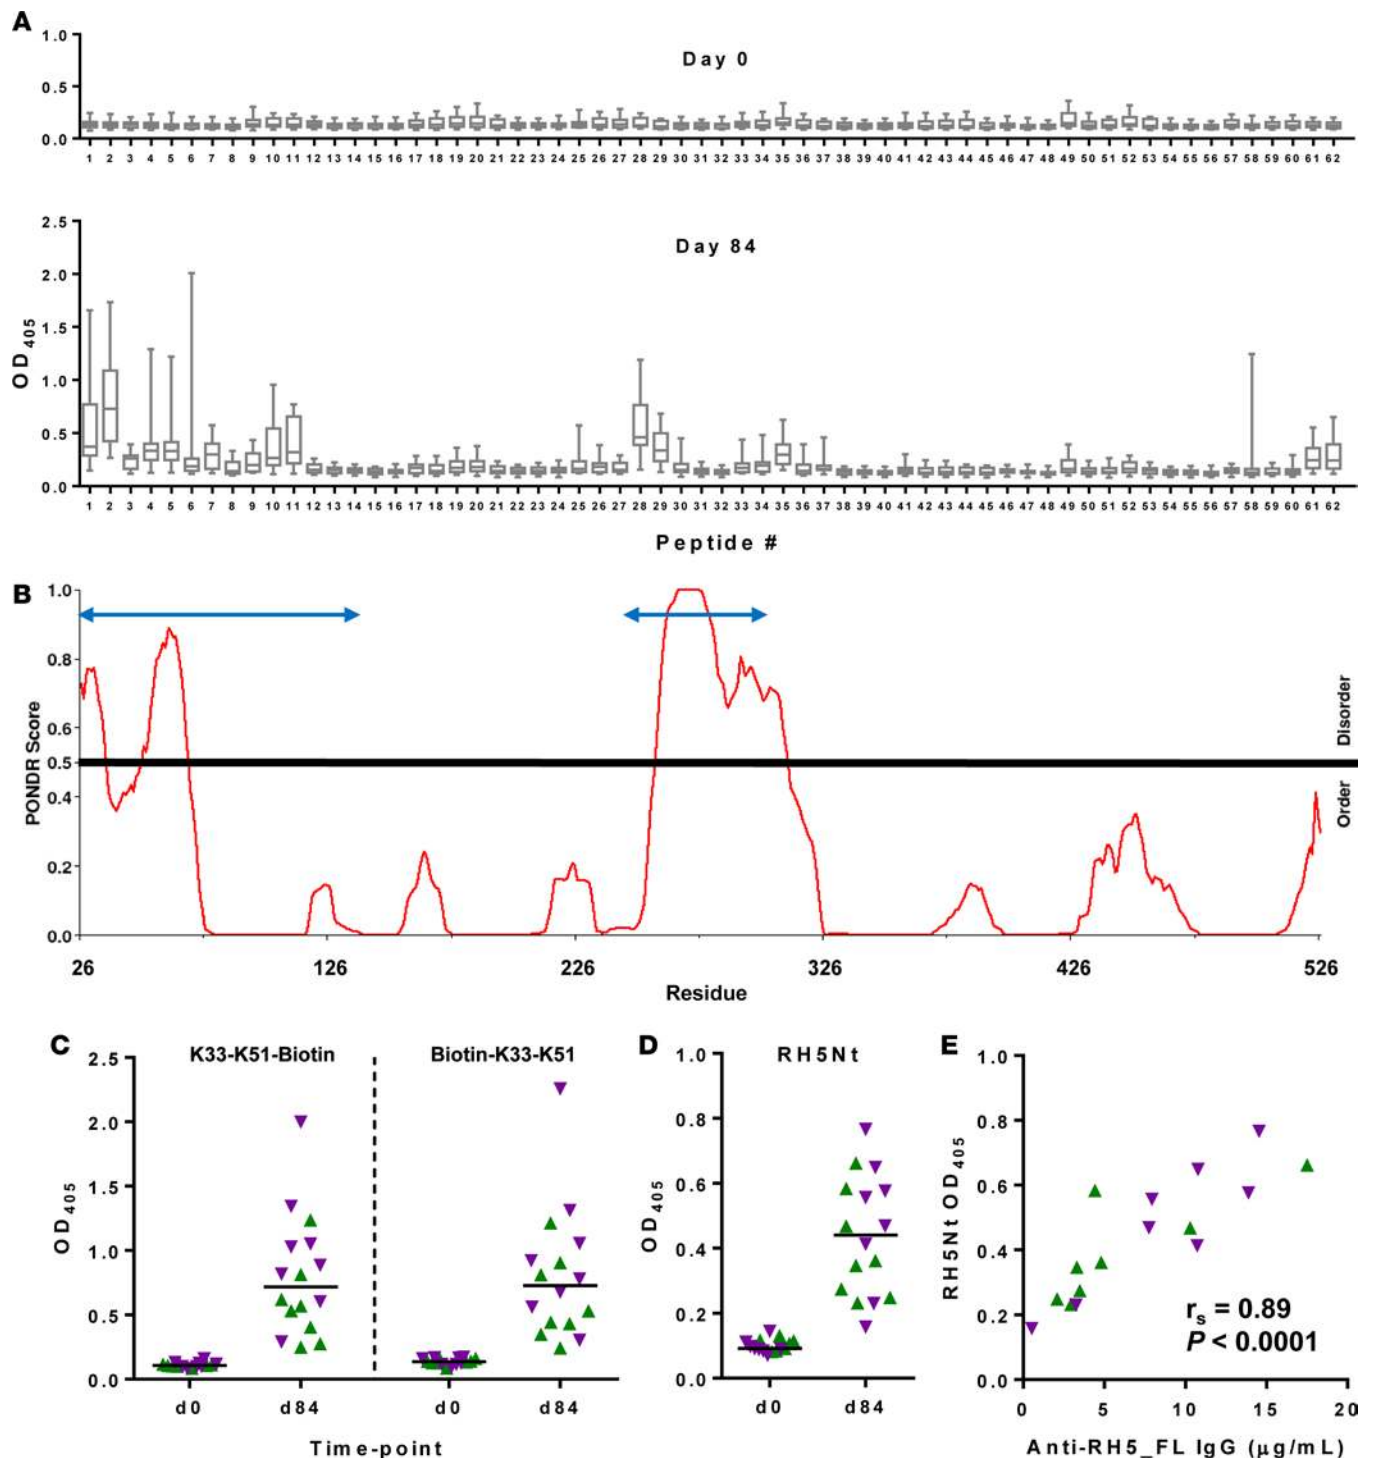 A
1.0
Day 0
0.5
0.0
1 2 3 4 5 6 7 8 9 10 11 12 13 14 15 16 17 18 19 20 21 22 23 24 25 26 27 28 29 30 31 32 33 34 35 36 37 38 39 40 41 42 43 44 45 46 47 48 49 50 51 52 53 54 55 56 57 58 59 60 61 62
2.5
Day 84
2.0
1.5
OD405
1.0
0.5
0.0
1 2 3 4 5 6 7 8 9 10 11 12 13 14 15 16 17 18 19 20 21 22 23 24 25 26 27 28 29 30 31 32 33 34 35 36 37 38 39 40 41 42 43 44 45 46 47 48 49 50 51 52 53 54 55 56 57 58 59 60 61 62
Peptide #
B
1.0
0.8
0.6
0.5
0.4
0.2
0.0
PONDR Score
Disorder
Order
26 126 226 326 426 526
Residue
C
K33-K51-Biotin Biotin-K33-K51
2.5
2.0
1.5
1.0
0.5
0.0
OD405
d0 d84 d0 d84
Time-point
D
RH5Nt
1.0
0.8
0.6
0.4
0.2
0.0
OD405
d0 d84
E
1.0
0.8
0.6
0.4
0.2
0.0
RH5Nt OD405
rs = 0.89
P < 0.0001
0 5 10 15 20
Anti-RH5_FL IgG (μg/mL)